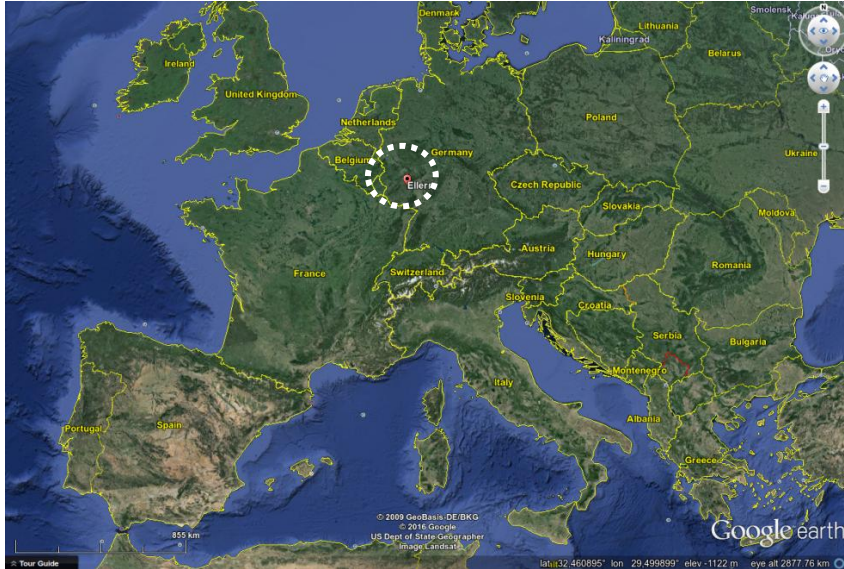 Denmark
Smolensk
N
Lithuania
Kaliningrad
Ireland
Belarus
United Kingdom
Netherlands
Poland
Germany
Belgium
Ukraine
Czech Republic
Slovakia
Moldova
Austria
Hungary
Romania
France
Switzerland
Slovenia
Croatia
Serbia
Bulgaria
Montenegro
Italy
Albania
Portugal
Spain
Greece
© 2009 GeoBasis-DE/BKG
© 2016 Google
US Dept of State Geographer
Image Landsat
Google earth
855 km
Tour Guide
lat 32.460895° lon 29.499899° elev -1122 m eye alt 2877.76 km